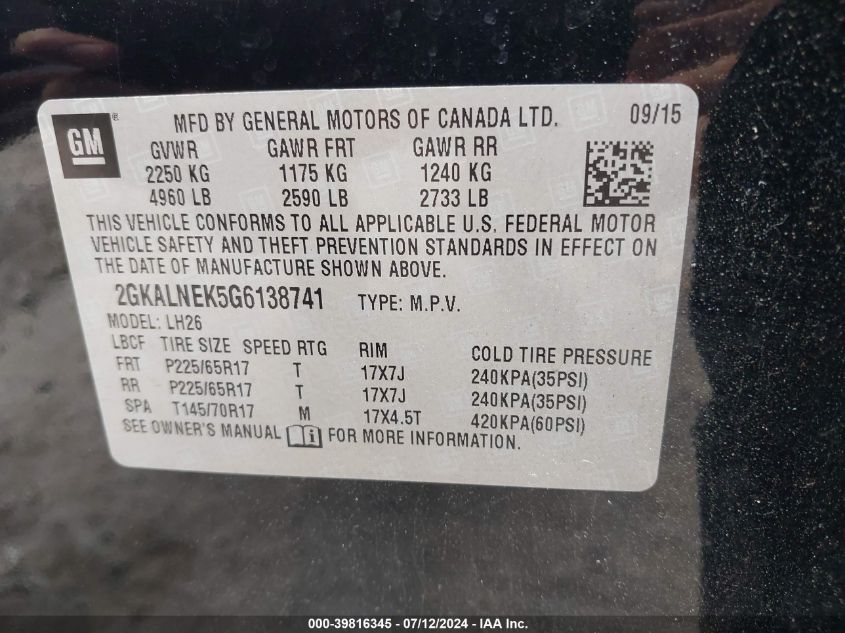 GM® MFD BY GENERAL MOTORS OF CANADA LTD. 09/15
GVWR GAWR FRT GAWR RR
2250 KG 1175 KG 1240 KG
4960 LB 2590 LB 2733 LB
THIS VEHICLE CONFORMS TO ALL APPLICABLE U.S. FEDERAL MOTOR
VEHICLE SAFETY AND THEFT PREVENTION STANDARDS IN EFFECT ON
THE DATE OF MANUFACTURE SHOWN ABOVE.
2GKALNEK5G6138741 TYPE: M.P.V.
MODEL: LH26
LBCF TIRE SIZE SPEED RTG RIM COLD TIRE PRESSURE
FRT P225/65R17 T 17X7J 240KPA(35PSI)
RR P225/65R17 T 17X7J 240KPA(35PSI)
SPA T145/70R17 M 17X4.5T 420KPA(60PSI)
SEE OWNER'S MANUAL FOR MORE INFORMATION.
000-39816345 - 07/12/2024 - IAA Inc.